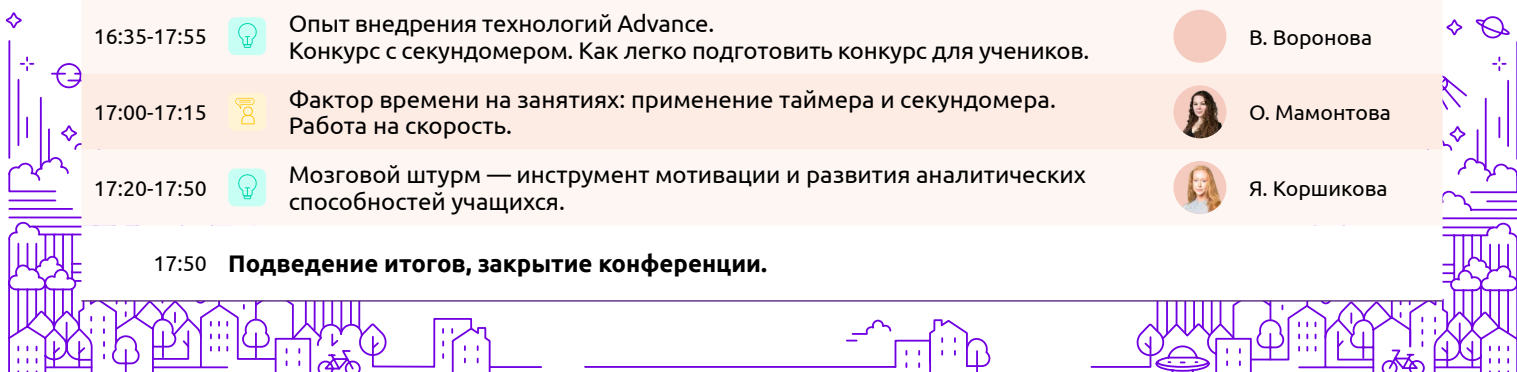 16:35-17:55
Опыт внедрения технологий Advance.
Конкурс с секундомером. Как легко подготовить конкурс для учеников.
В. Воронова
17:00-17:15
Фактор времени на занятиях: применение таймера и секундомера.
Работа на скорость.
О. Мамонтова
17:20-17:50
Мозговой штурм — инструмент мотивации и развития аналитических
способностей учащихся.
Я. Коршикова
17:50
Подведение итогов, закрытие конференции.